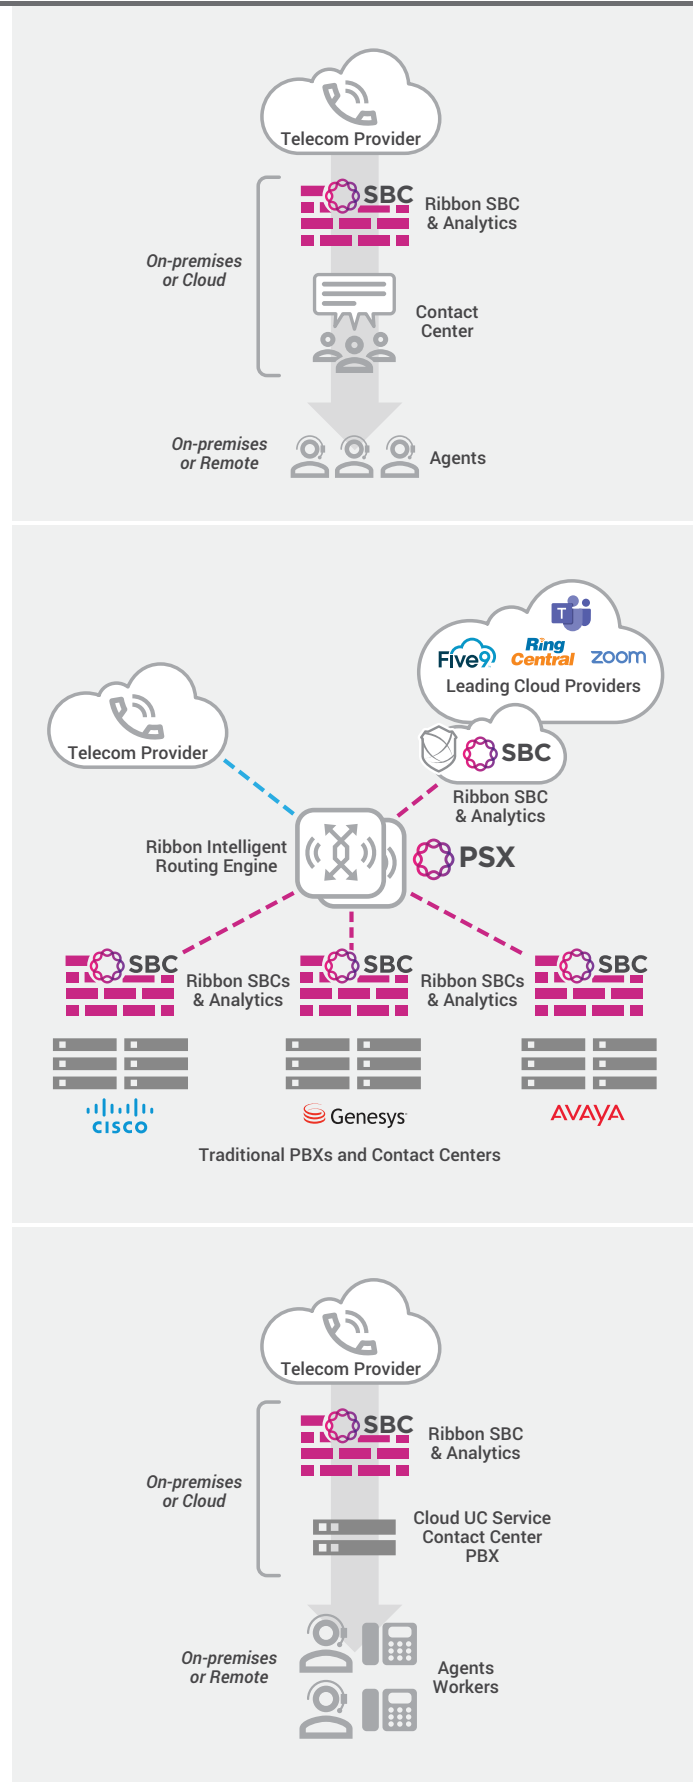 Telecom Provider
SBC
Ribbon SBC
& Analytics
On-premises
or Cloud
Contact
Center
On-premises
or Remote
Agents
T
Five9
Ring
Central
zoom
Leading Cloud Providers
Telecom Provider
SBC
Ribbon SBC
& Analytics
Ribbon Intelligent
Routing Engine
PSX
SBC
Ribbon SBCs
& Analytics
SBC
Ribbon SBCs
& Analytics
SBC
CISCO
Genesys
AVAYA
Traditional PBXs and Contact Centers
Telecom Provider
SBC
Ribbon SBC
& Analytics
On-premises
or Cloud
Cloud UC Service
Contact Center
PBX
On-premises
or Remote
Agents
Workers